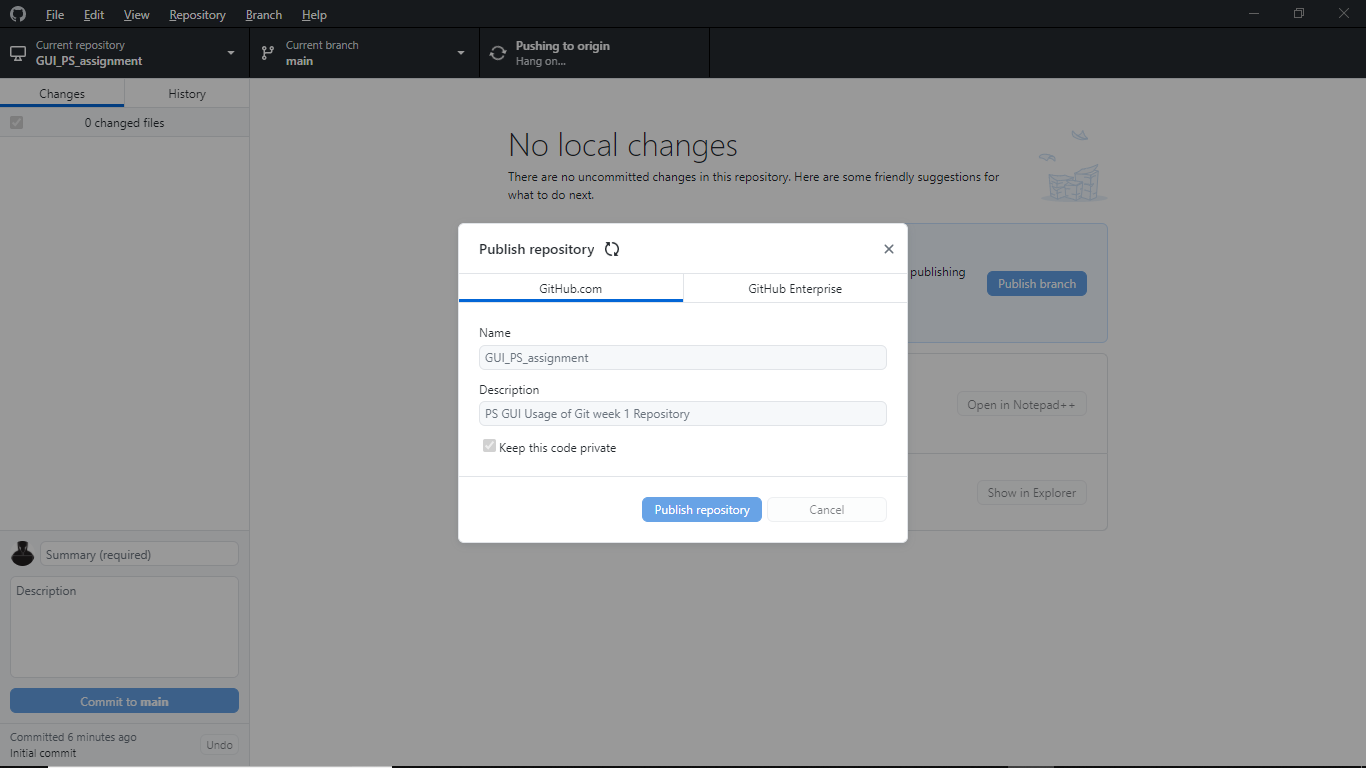 File Edit View Repository Branch Help
Current repository
GUI_PS_assignment
Current branch
main
Pushing to origin
Hang on...
Changes
History
0 changed files
No local changes
There are no uncommitted changes in this repository. Here are some friendly suggestions for
what to do next.
publishing
Publish branch
Open in Notepad++
Show in Explorer
Publish repository
GitHub.com
GitHub Enterprise
Name
GUI_PS_assignment
Description
PS GUI Usage of Git week 1 Repository
Keep this code private
Publish repository
Cancel
Summary (required)
Description
Commit to main
Committed 6 minutes ago
Initial commit
Undo